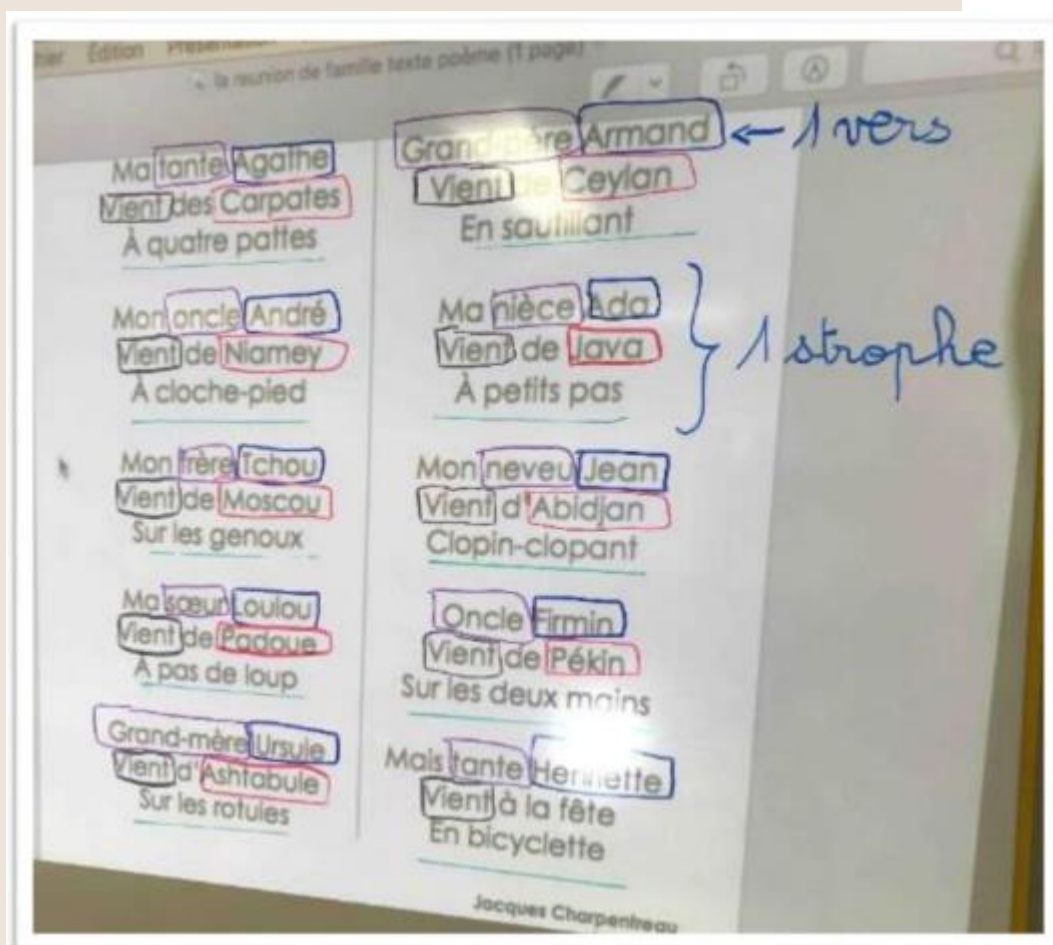 Édition
la reunion de famille texte poème (1 page)
Ma tante Agathe
Vient des Carpates
À quatre pattes
Mon oncle André
Vient de Niamey
À cloche-pied
Mon frère Tchou
Vient de Moscou
Sur les genoux
Ma sœur Loulou
Vient de Padoue
À pas de loup
Grand-mère Ursule
Vient d'Ashtabule
Sur les rotules
Grand-père Armand ← 1 vers
Vient de Ceylan
En sautillant
Ma nièce Ada
Vient de Java
À petits pas
1 strophe
Mon neveu Jean
Vient d'Abidjan
Clopin-clopant
Oncle Firmin
Vient de Pékin
Sur les deux mains
Mais tante Henriette
Vient à la fête
En bicyclette
Jacques Charpentreau